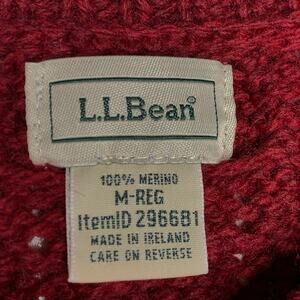 L.L.Bean®
100% MERINO
M-REG
ItemID 296681
MADE IN IRELAND
CARE ON REVERSE